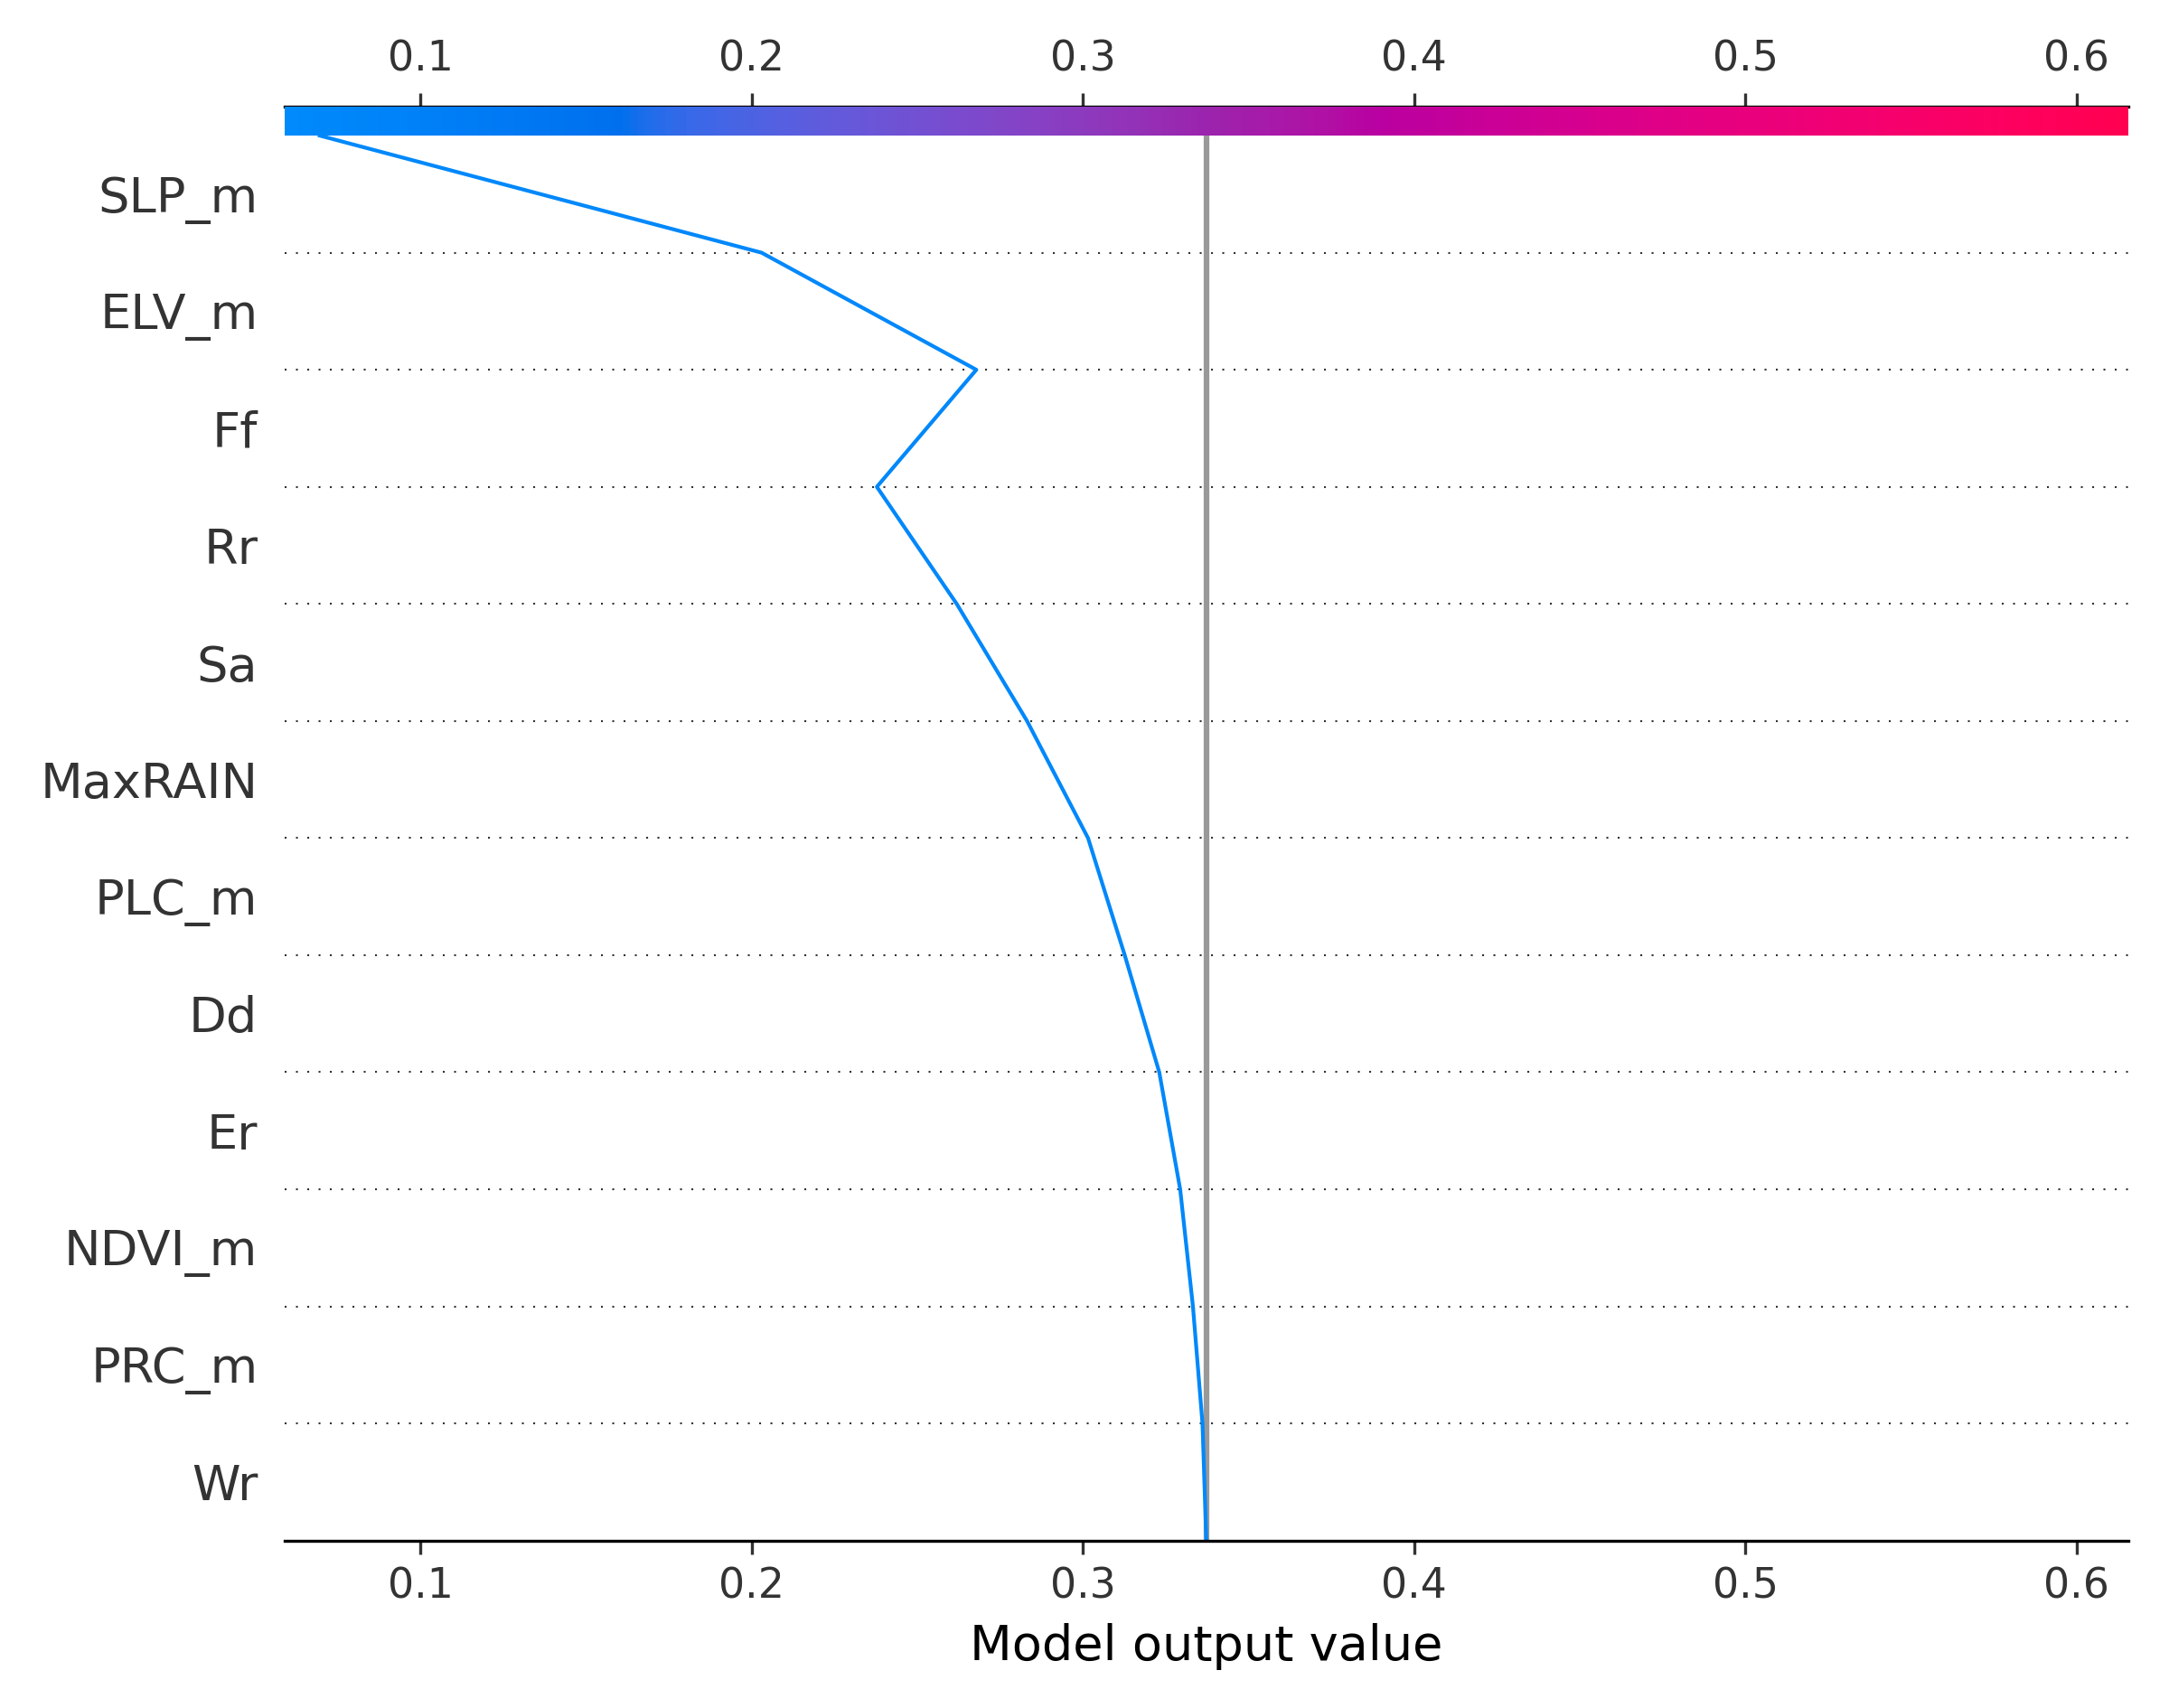 0.1 0.2 0.3 0.4 0.5 0.6
SLP_m
ELV_m
Ff
Rr
Sa
MaxRAIN
PLC_m
Dd
Er
NDVI_m
PRC_m
Wr
0.1 0.2 0.3 0.4 0.5 0.6
Model output value